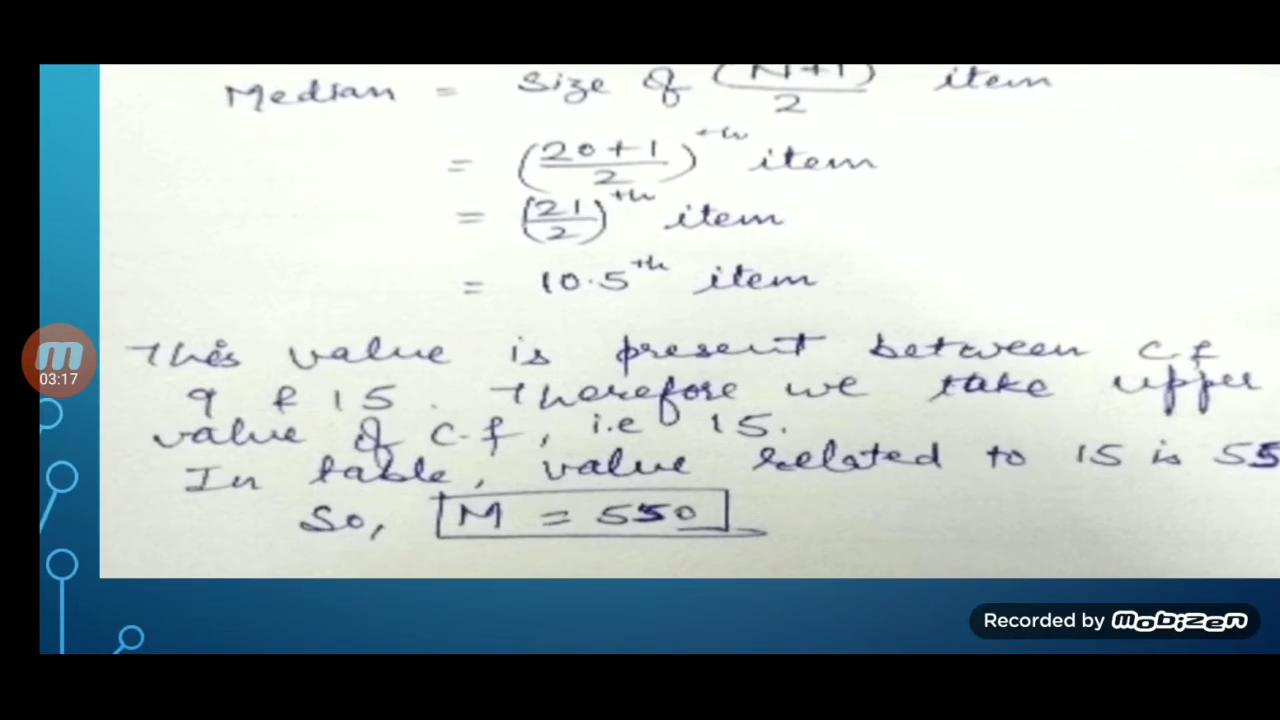 Median = Size of (N+1)/2 item
= (20+1/2)th item
= (21/2)th item
= 10.5th item
This value is present between c.f
9 & 15. Therefore we take upper
value of c.f, i.e 15.
In table, value related to 15 is 55
So, M = 550
03:17
Recorded by mobizen